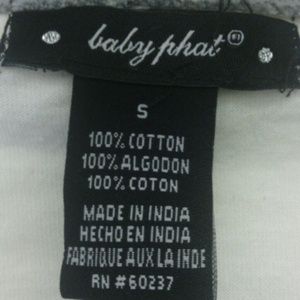 baby phat®
S
100% COTTON
100% ALGODON
100% COTON
MADE IN INDIA
HECHO EN INDIA
FABRIQUE AUX LA INDE
RN #60237